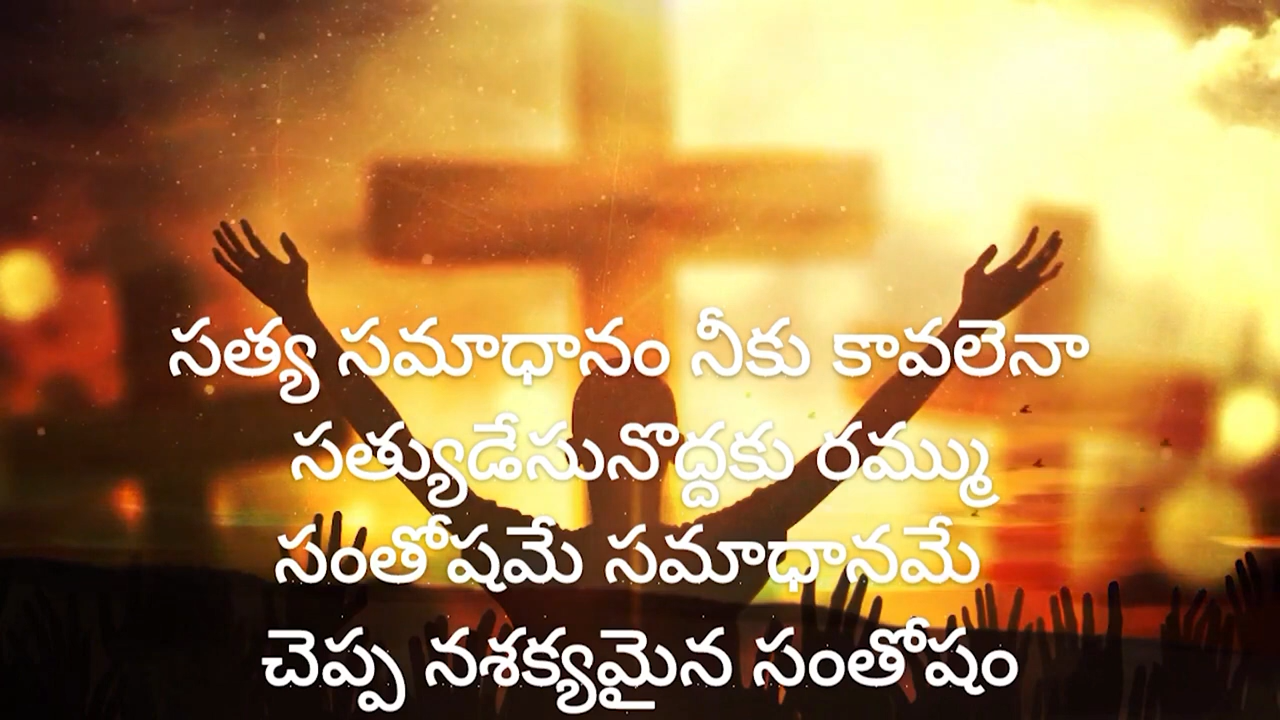 సత్య సమాధానం నీకు కావలెనా
సత్యుడేసునొద్దకు రమ్ము
సంతోషమే సమాధానమే
చెప్ప నశక్యమైన సంతోషం